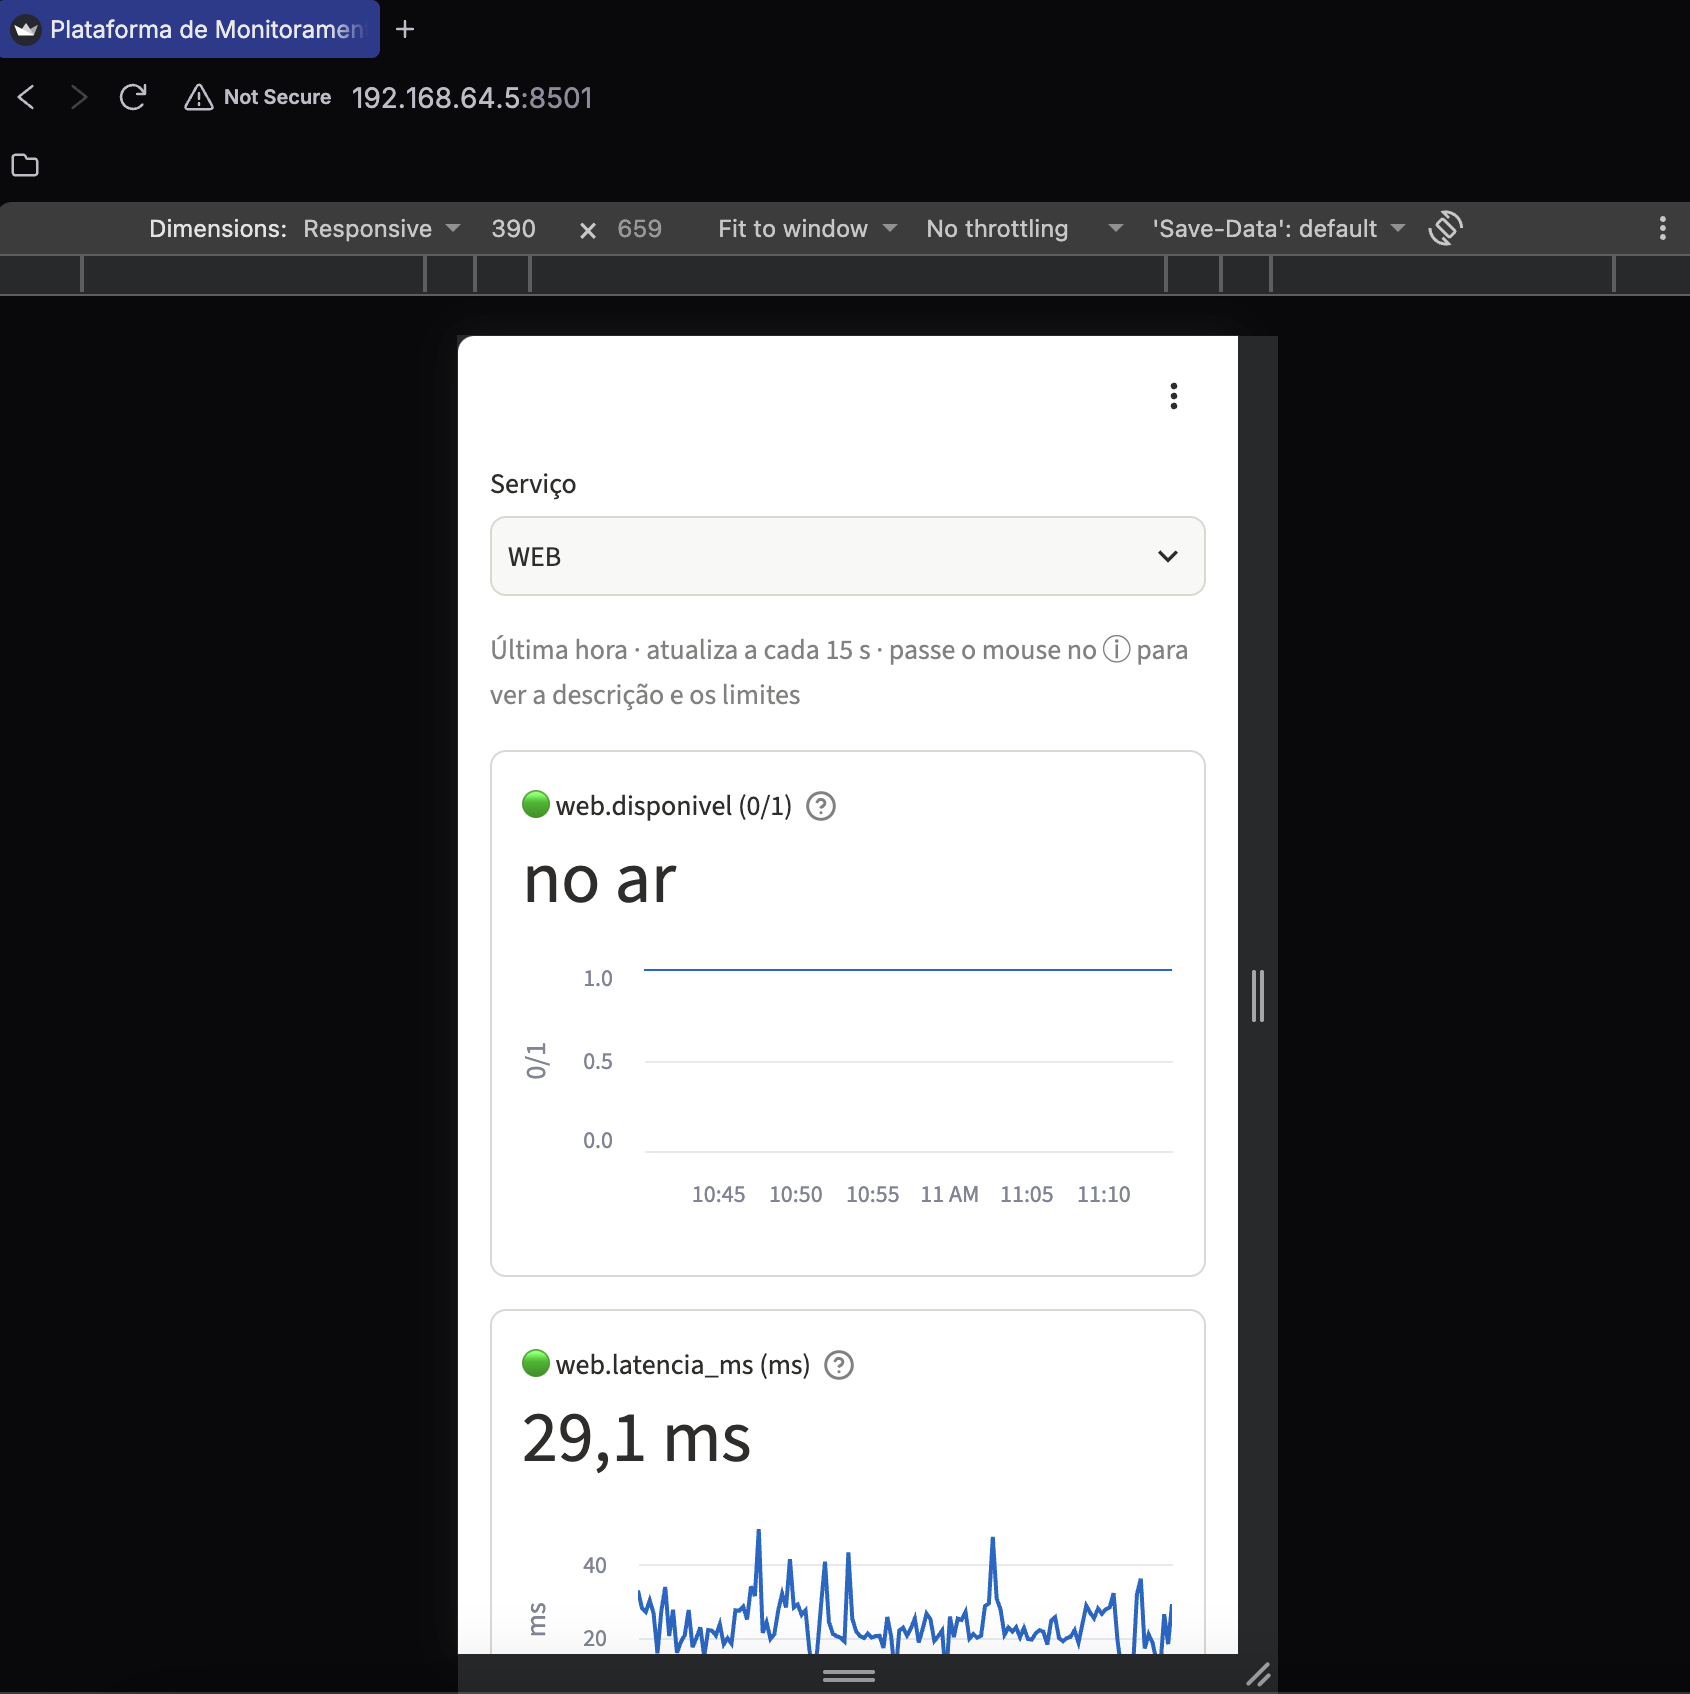 Plataforma de Monitoramen
Not Secure 192.168.64.5:8501
Dimensions: Responsive 390 x 659 Fit to window No throttling 'Save-Data': default
Serviço
WEB
Última hora · atualiza a cada 15 s · passe o mouse no ⓘ para
ver a descrição e os limites
web.disponivel (0/1)
no ar
1.0
0/1
0.5
0.0
10:45 10:50 10:55 11 AM 11:05 11:10
web.latencia_ms (ms)
29,1 ms
40
ms
20